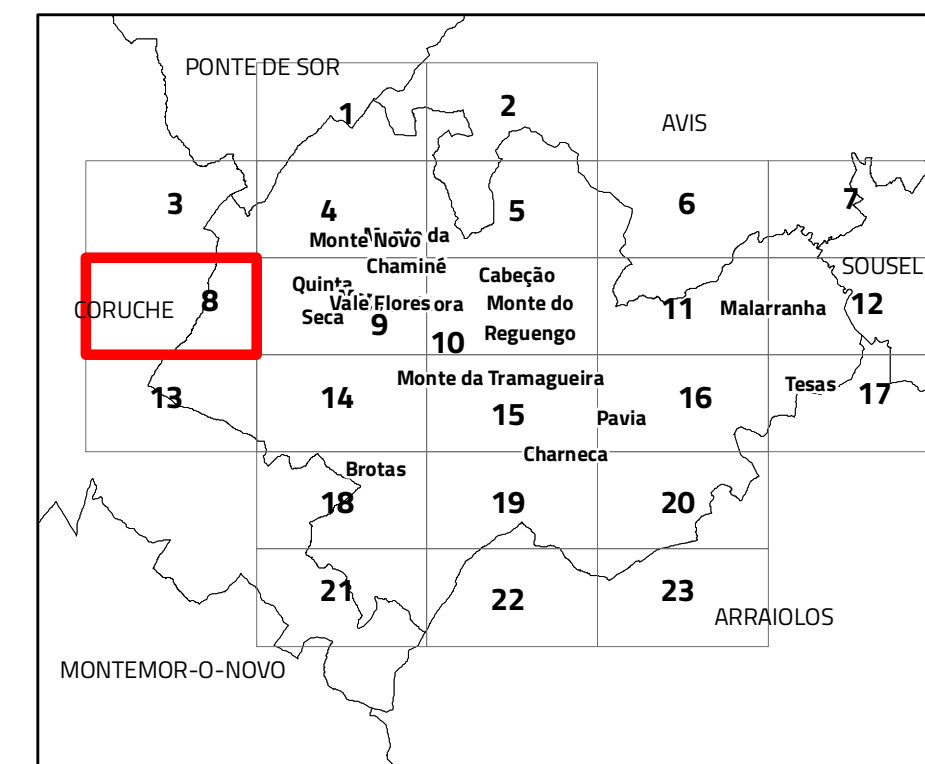 PONTE DE SOR
1
2
AVIS
3
4
5
6
7
Monte Novo
da
Chaminé
Cabeção
SOUSEL
Quinta
Seca
Vale Flores
ora
Monte do
Reguengo
CORUCHE
8
9
10
11
Malarranha
12
Monte da Tramagueira
Tesas
13
14
15
Pavia
16
17
Charneca
Brotas
18
19
20
21
22
23
ARRAIOLOS
MONTEMOR-O-NOVO